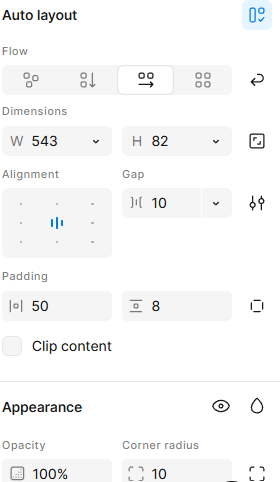 Auto layout
Flow
Dimensions
W 543 H 82
Alignment Gap
10
Padding
50 8
Clip content
Appearance
Opacity Corner radius
100% 10